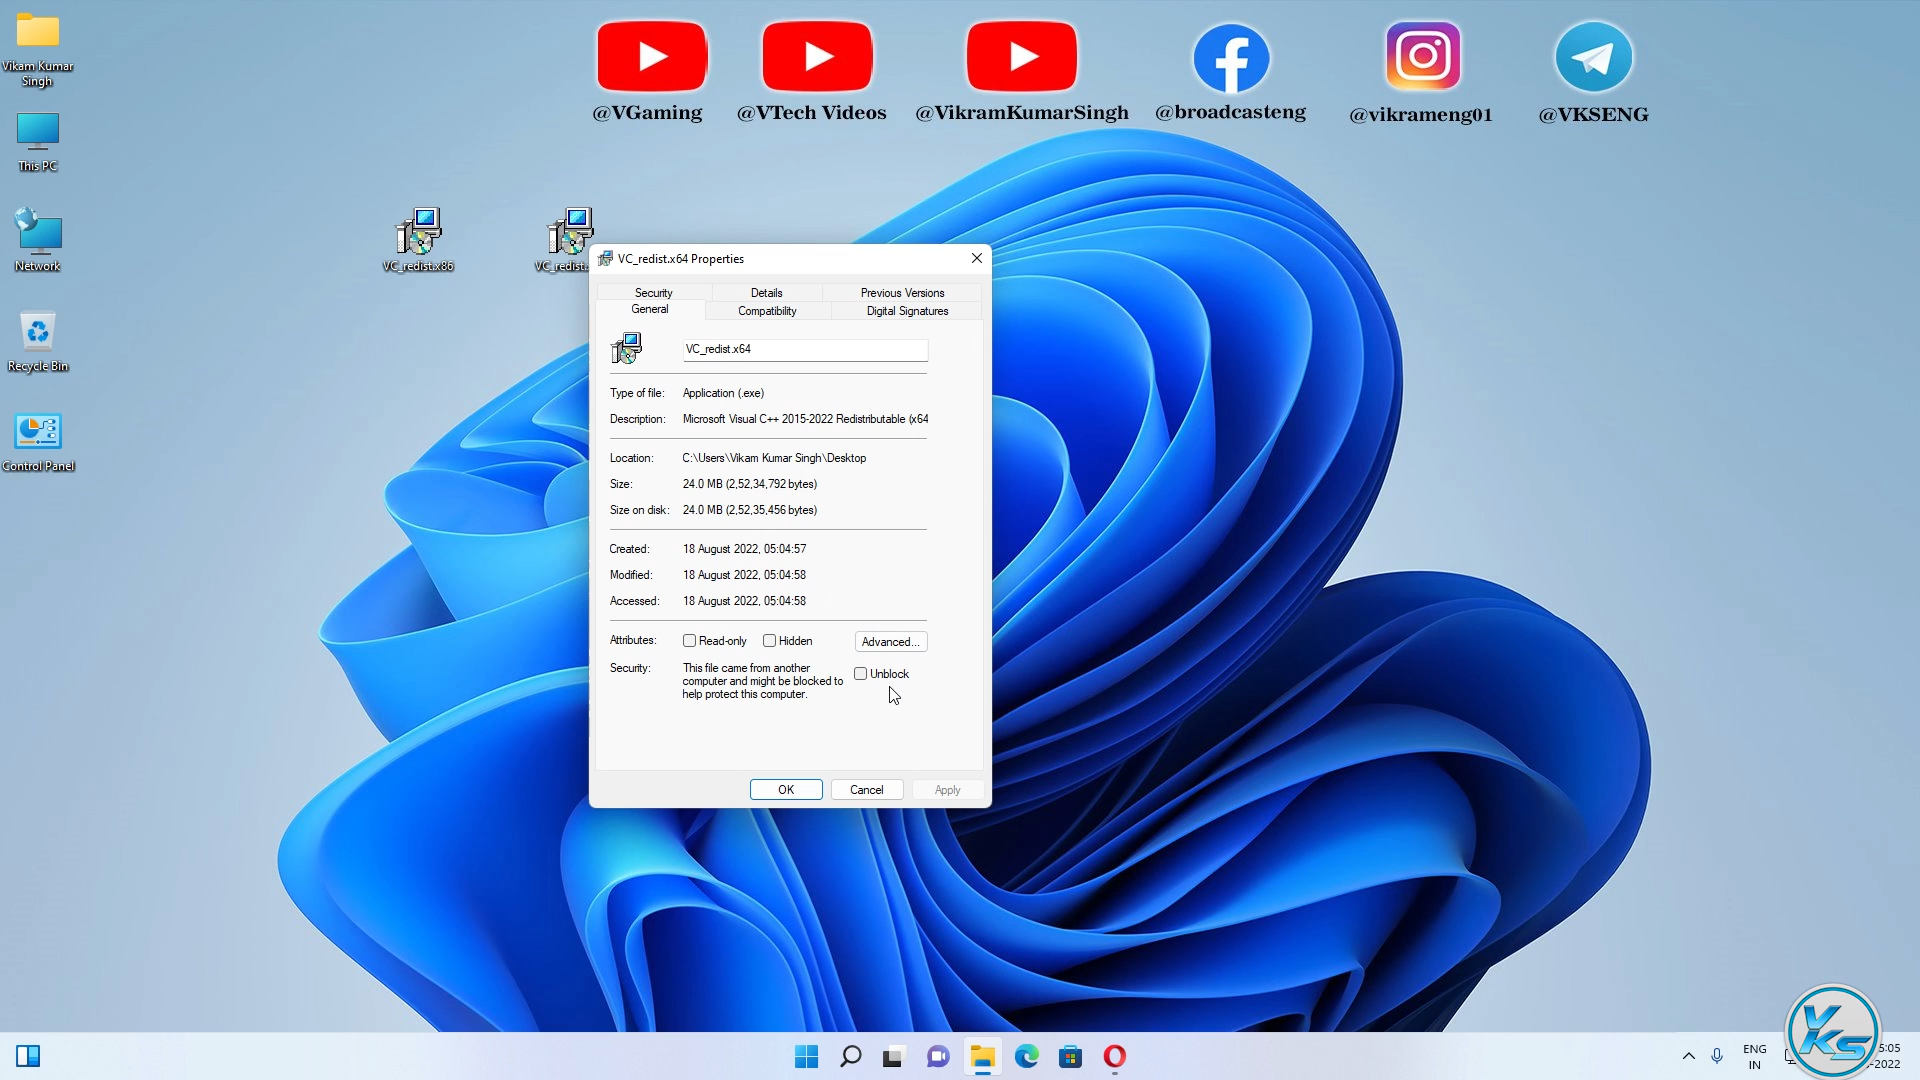 Vikam Kumar
Singh
This PC
Network
Recycle Bin
Control Panel
@VGaming
@VTech Videos
@VikramKumarSingh
@broadcasteng
@vikrameng01
@VKSENG
VC_redist.x86
VC_redist.
VC_redist.x64 Properties
Security
Details
Previous Versions
General
Compatibility
Digital Signatures
VC_redist.x64
Type of file: Application (.exe)
Description: Microsoft Visual C++ 2015-2022 Redistributable (x64
Location: C:\Users\Vikam Kumar Singh\Desktop
Size: 24.0 MB (2,52,34,792 bytes)
Size on disk: 24.0 MB (2,52,35,456 bytes)
Created: 18 August 2022, 05:04:57
Modified: 18 August 2022, 05:04:58
Accessed: 18 August 2022, 05:04:58
Attributes: Read-only Hidden Advanced...
Security: This file came from another
computer and might be blocked to
help protect this computer.
Unblock
OK
Cancel
Apply
ENG
IN
5:05
-2022
VKS